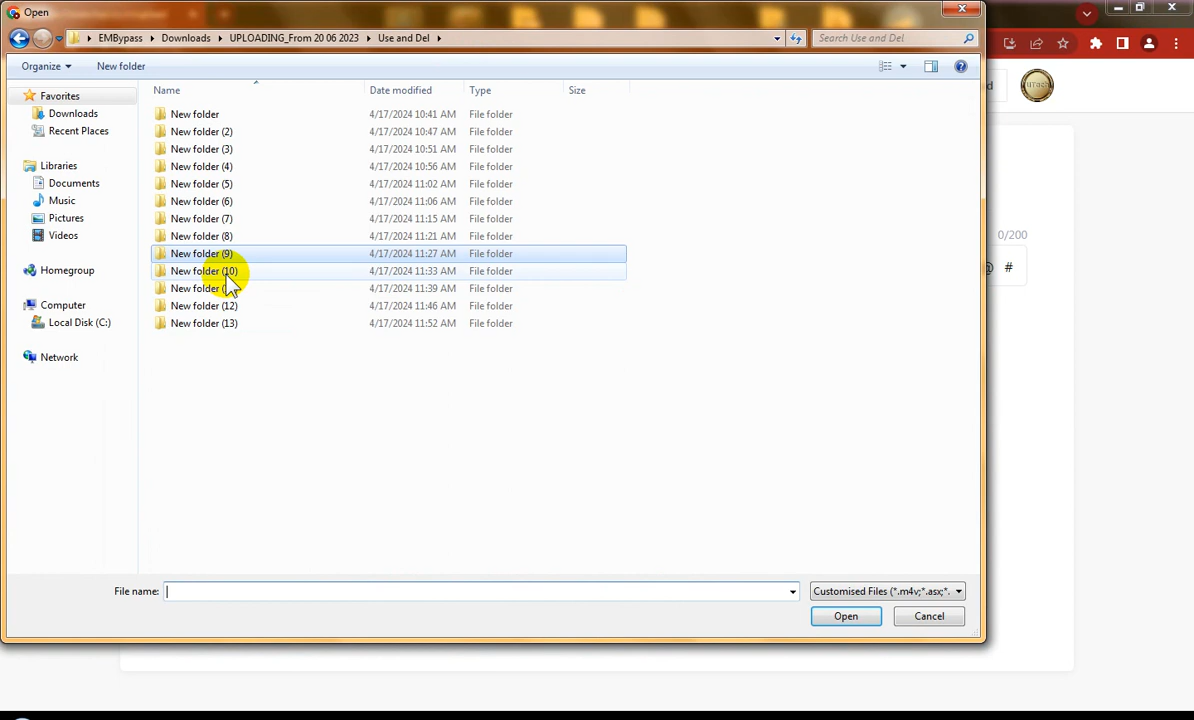 Open
EMBypass Downloads UPLOADING_From 20 06 2023 Use and Del Search Use and Del
Organize New folder
Name Date modified Type Size
Favorites
Downloads
Recent Places
Libraries
Documents
Music
Pictures
Videos
Homegroup
Computer
Local Disk (C:)
Network
New folder 4/17/2024 10:41 AM File folder
New folder (2) 4/17/2024 10:47 AM File folder
New folder (3) 4/17/2024 10:51 AM File folder
New folder (4) 4/17/2024 10:56 AM File folder
New folder (5) 4/17/2024 11:02 AM File folder
New folder (6) 4/17/2024 11:06 AM File folder
New folder (7) 4/17/2024 11:15 AM File folder
New folder (8) 4/17/2024 11:21 AM File folder
New folder (9) 4/17/2024 11:27 AM File folder
New folder (10) 4/17/2024 11:33 AM File folder
New folder 4/17/2024 11:39 AM File folder
New folder (12) 4/17/2024 11:46 AM File folder
New folder (13) 4/17/2024 11:52 AM File folder
0/200
@ #
File name: Customised Files (*.m4v;*.asx;*.
Open Cancel